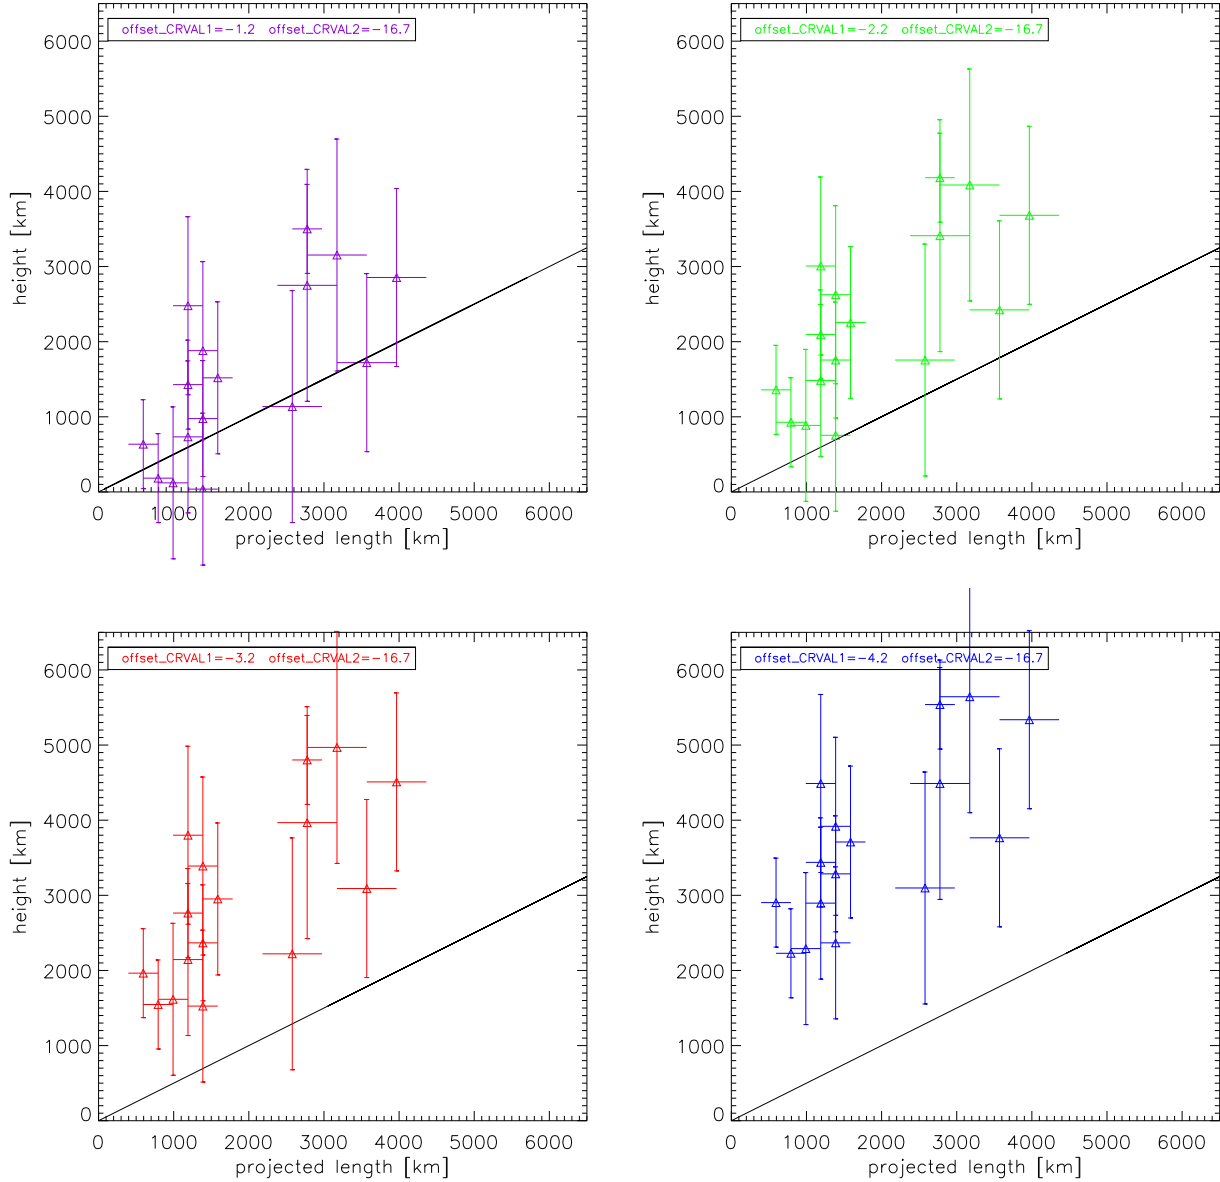 offset_CRVAL1=−1.2 offset_CRVAL2=−16.7
6000
5000
4000
3000
2000
1000
0
height [km]
0 1000 2000 3000 4000 5000 6000
projected length [km]
offset_CRVAL1=−2.2 offset_CRVAL2=−16.7
6000
5000
4000
3000
2000
1000
0
height [km]
0 1000 2000 3000 4000 5000 6000
projected length [km]
offset_CRVAL1=−3.2 offset_CRVAL2=−16.7
6000
5000
4000
3000
2000
1000
0
height [km]
0 1000 2000 3000 4000 5000 6000
projected length [km]
offset_CRVAL1=−4.2 offset_CRVAL2=−16.7
6000
5000
4000
3000
2000
1000
0
height [km]
0 1000 2000 3000 4000 5000 6000
projected length [km]